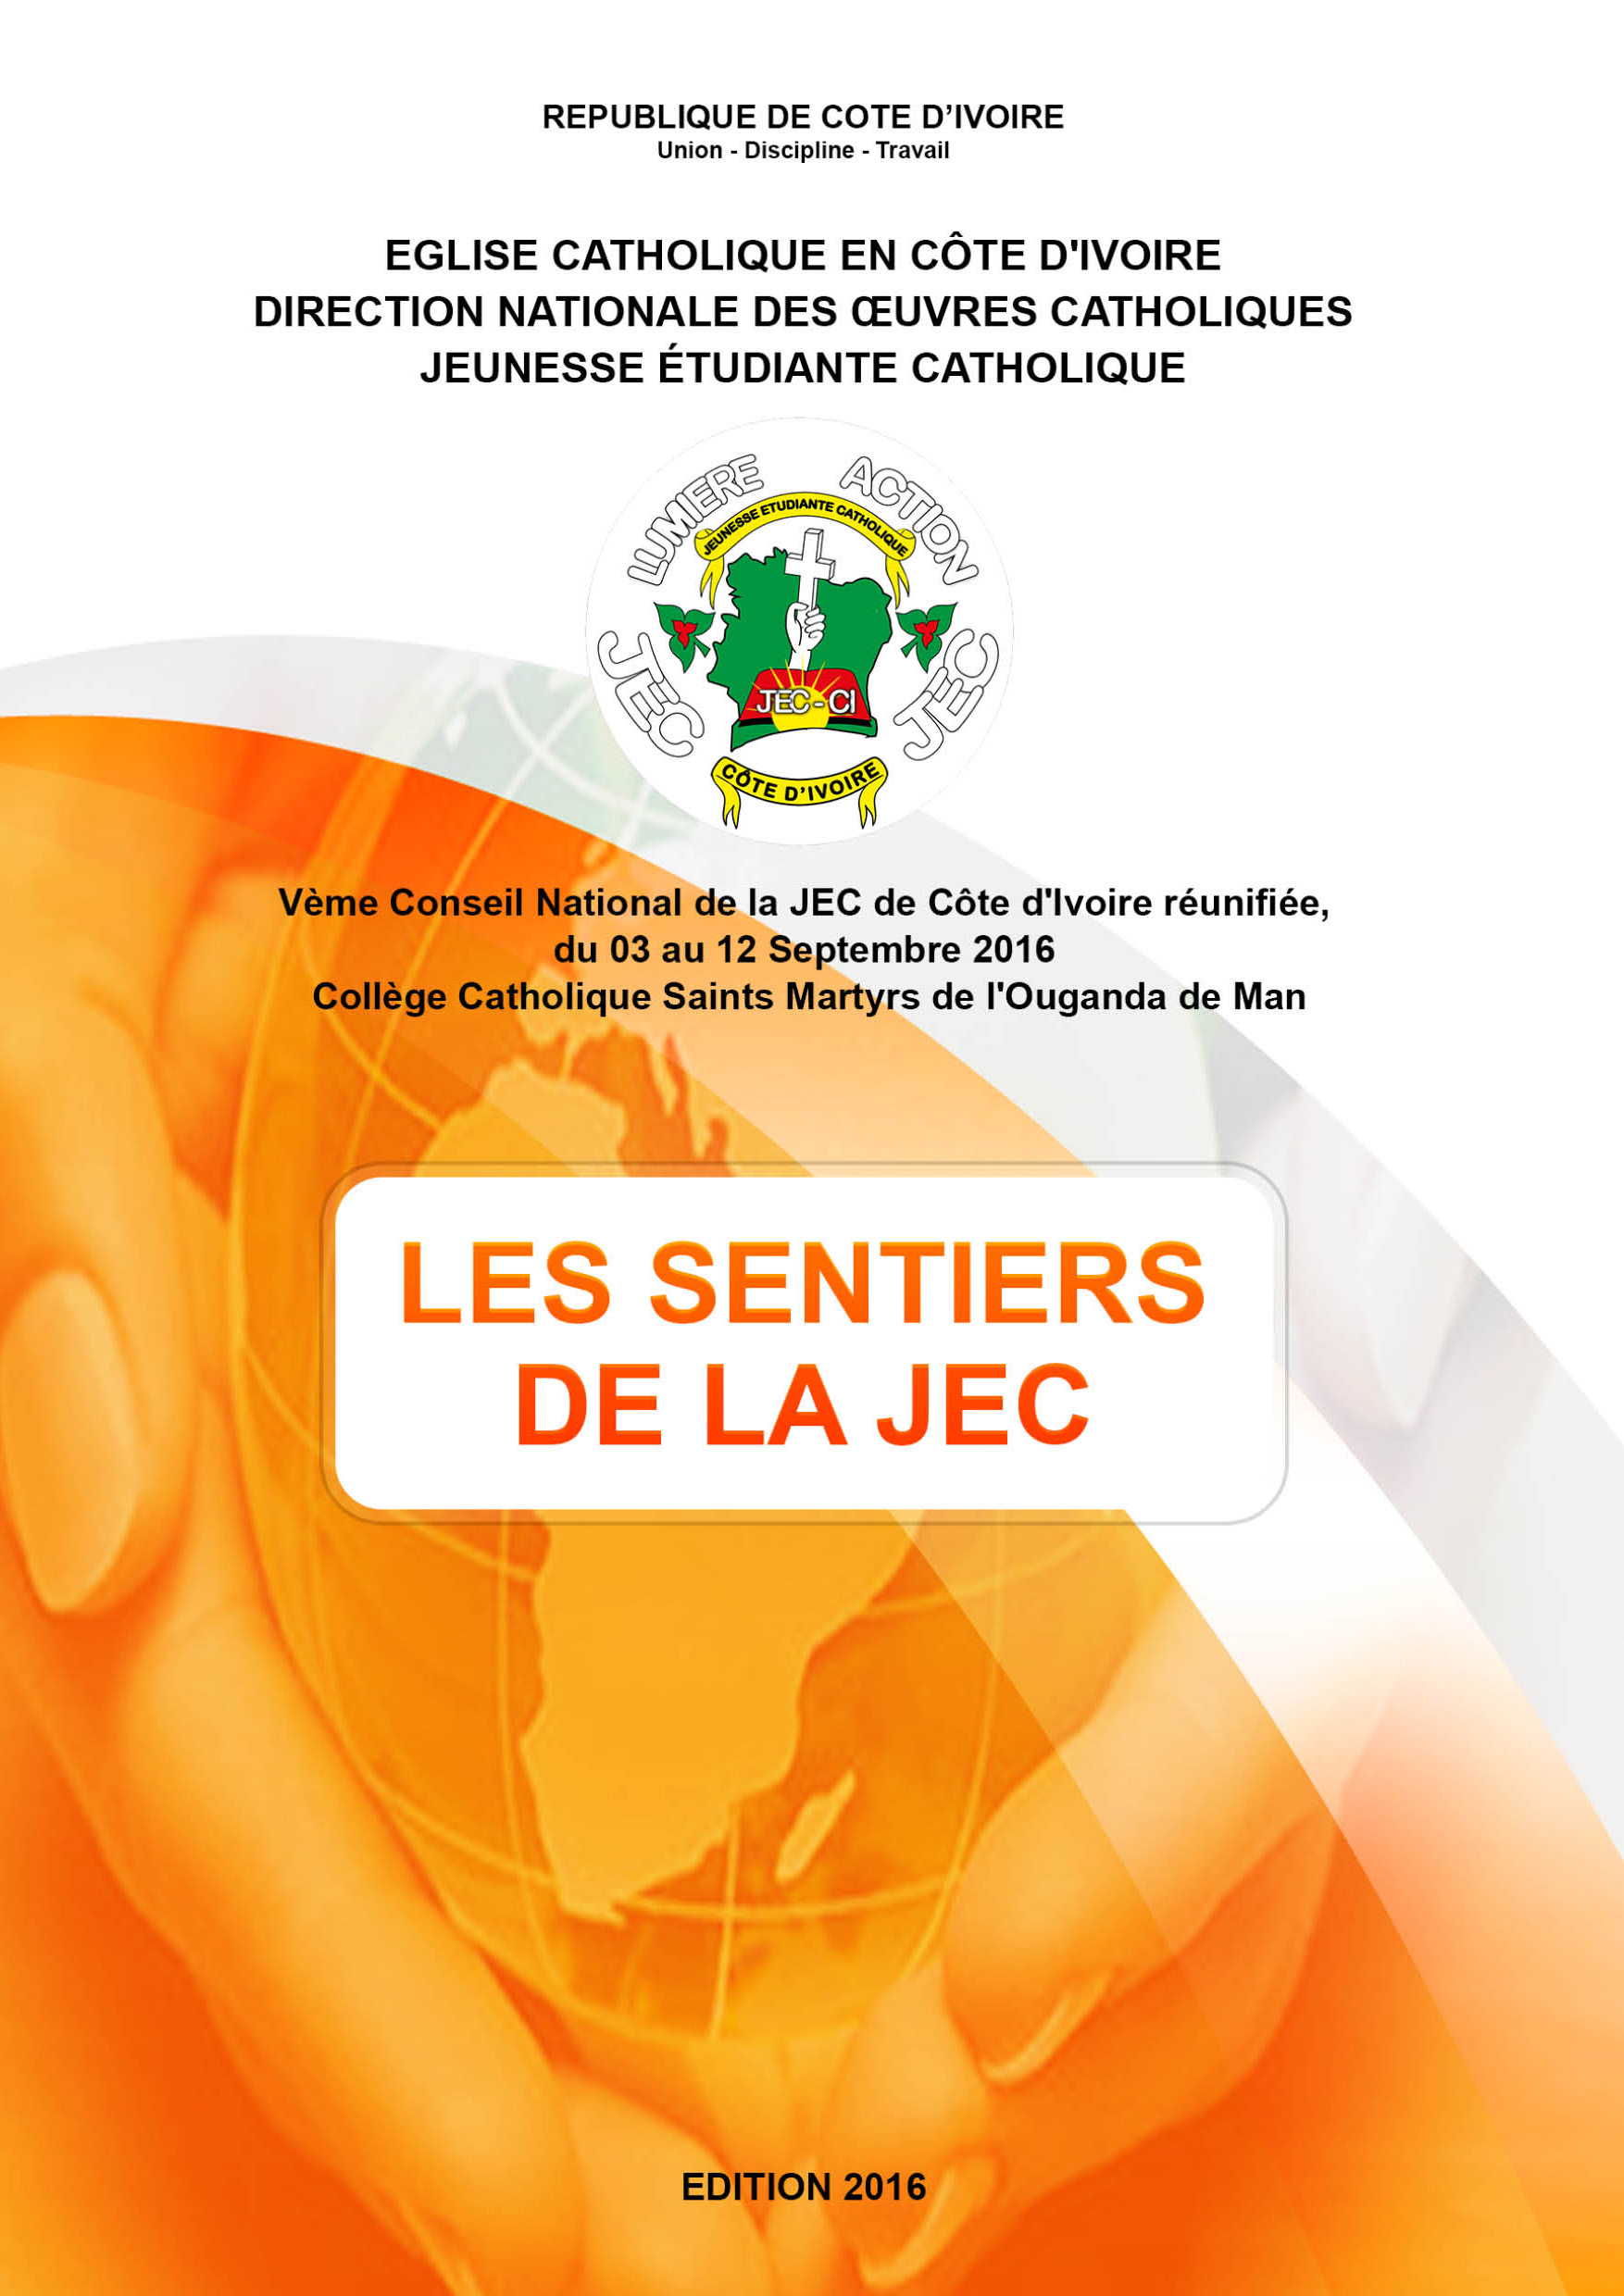 REPUBLIQUE DE COTE D’IVOIRE
Union - Discipline - Travail
EGLISE CATHOLIQUE EN CÔTE D'IVOIRE
DIRECTION NATIONALE DES ŒUVRES CATHOLIQUES
JEUNESSE ÉTUDIANTE CATHOLIQUE
LUMIERE ACTION
JEUNESSE ETUDIANTE CATHOLIQUE
JEC JEC
JEC - CI
CÔTE D’IVOIRE
Vème Conseil National de la JEC de Côte d'Ivoire réunifiée,
du 03 au 12 Septembre 2016
Collège Catholique Saints Martyrs de l'Ouganda de Man
LES SENTIERS
DE LA JEC
EDITION 2016